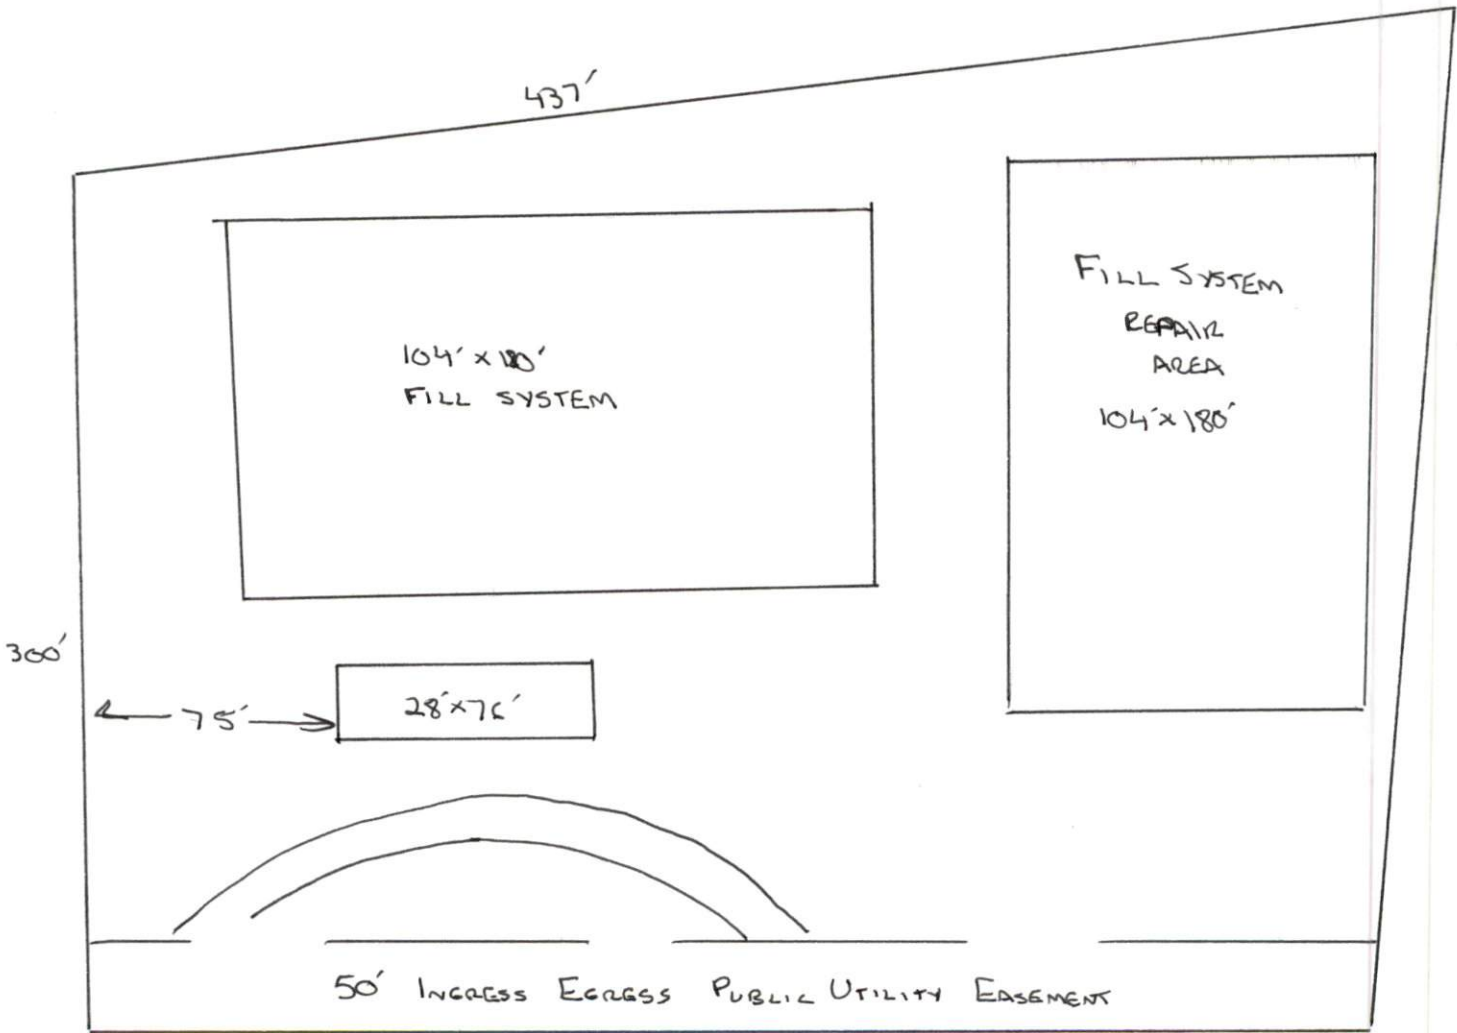 437'
FILL SYSTEM
REPAIR
AREA
104' x 180'
104' x 180'
FILL SYSTEM
300'
75'
28' x 76'
50' INGRESS EGRESS PUBLIC UTILITY EASEMENT